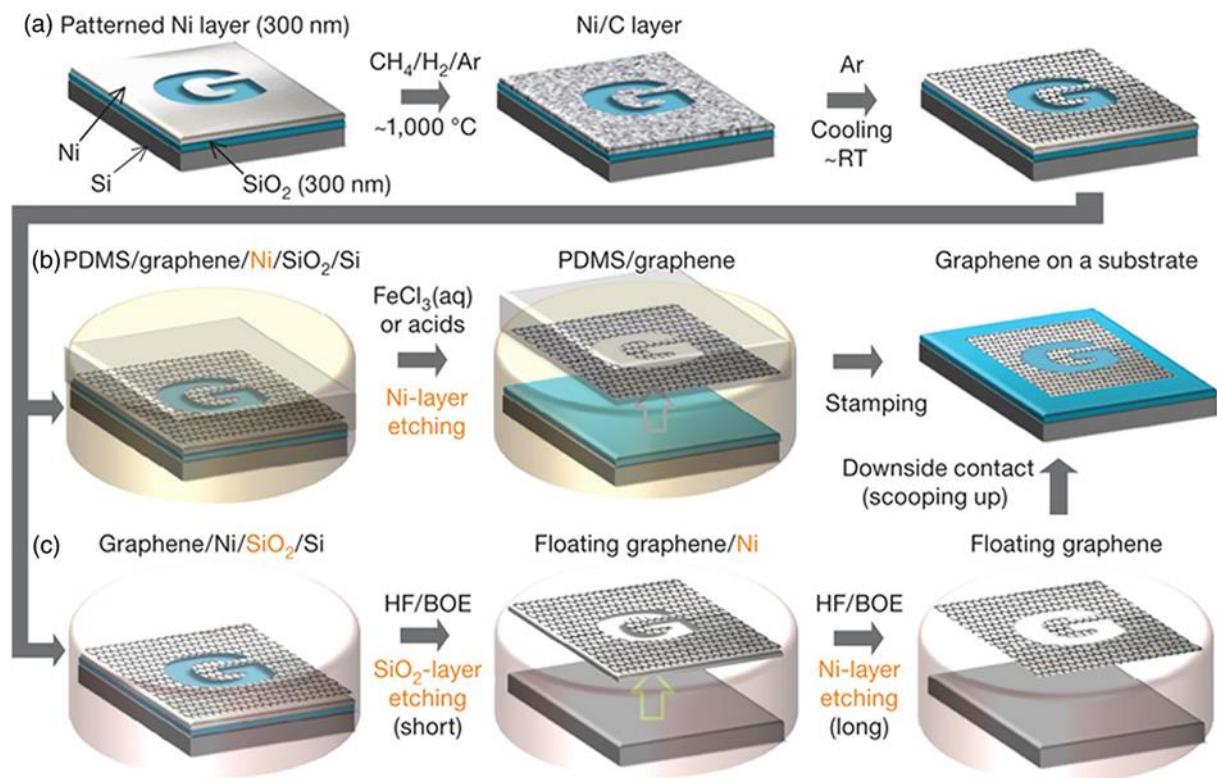 (a) Patterned Ni layer (300 nm)
CH₄/H₂/Ar
~1,000 °C
Ni/C layer
Ar
Cooling
~RT
Ni
Si
SiO₂ (300 nm)
G
G
G
(b) PDMS/graphene/Ni/SiO₂/Si
FeCl₃(aq)
or acids
Ni-layer
etching
PDMS/graphene
Stamping
Graphene on a substrate
G
G
G
Downside contact
(scooping up)
(c) Graphene/Ni/SiO₂/Si
HF/BOE
SiO₂-layer
etching
(short)
Floating graphene/Ni
HF/BOE
Ni-layer
etching
(long)
Floating graphene
G
G
G